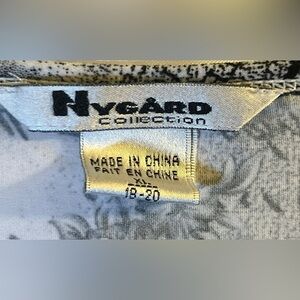 NYGÅRD
Collection
MADE IN CHINA
FAIT EN CHINE
XL
18-20